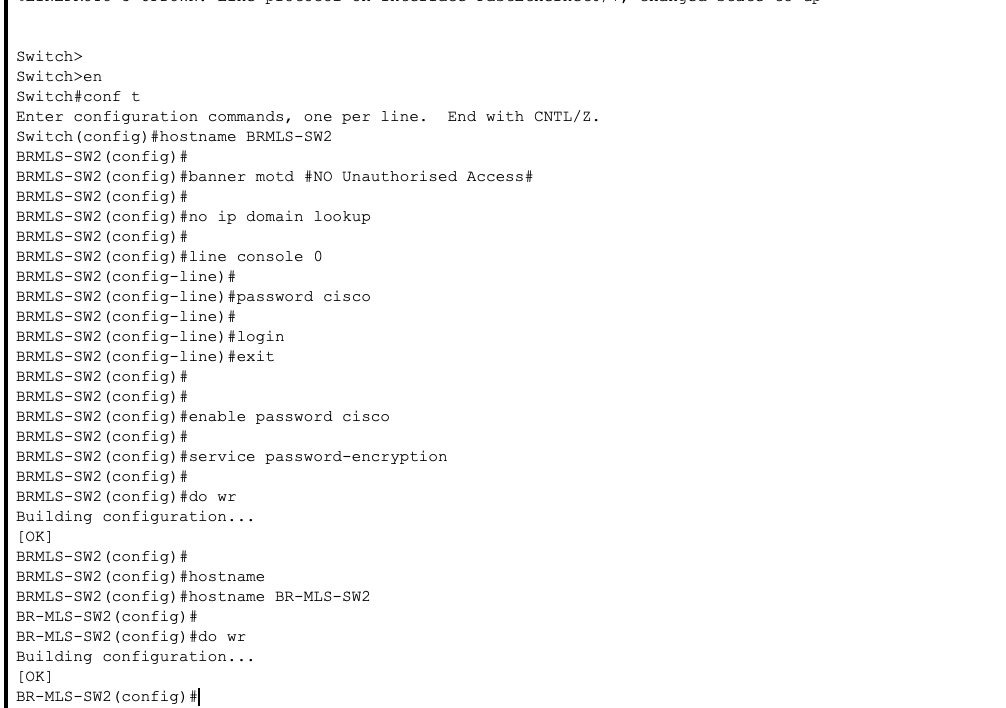 Switch>
Switch>en
Switch#conf t
Enter configuration commands, one per line.  End with CNTL/Z.
Switch(config)#hostname BRMLS-SW2
BRMLS-SW2(config)#
BRMLS-SW2(config)#banner motd #NO Unauthorised Access#
BRMLS-SW2(config)#
BRMLS-SW2(config)#no ip domain lookup
BRMLS-SW2(config)#
BRMLS-SW2(config)#line console 0
BRMLS-SW2(config-line)#
BRMLS-SW2(config-line)#password cisco
BRMLS-SW2(config-line)#
BRMLS-SW2(config-line)#login
BRMLS-SW2(config-line)#exit
BRMLS-SW2(config)#
BRMLS-SW2(config)#
BRMLS-SW2(config)#enable password cisco
BRMLS-SW2(config)#
BRMLS-SW2(config)#service password-encryption
BRMLS-SW2(config)#
BRMLS-SW2(config)#do wr
Building configuration...
[OK]
BRMLS-SW2(config)#
BRMLS-SW2(config)#hostname
BRMLS-SW2(config)#hostname BR-MLS-SW2
BR-MLS-SW2(config)#
BR-MLS-SW2(config)#do wr
Building configuration...
[OK]
BR-MLS-SW2(config)#